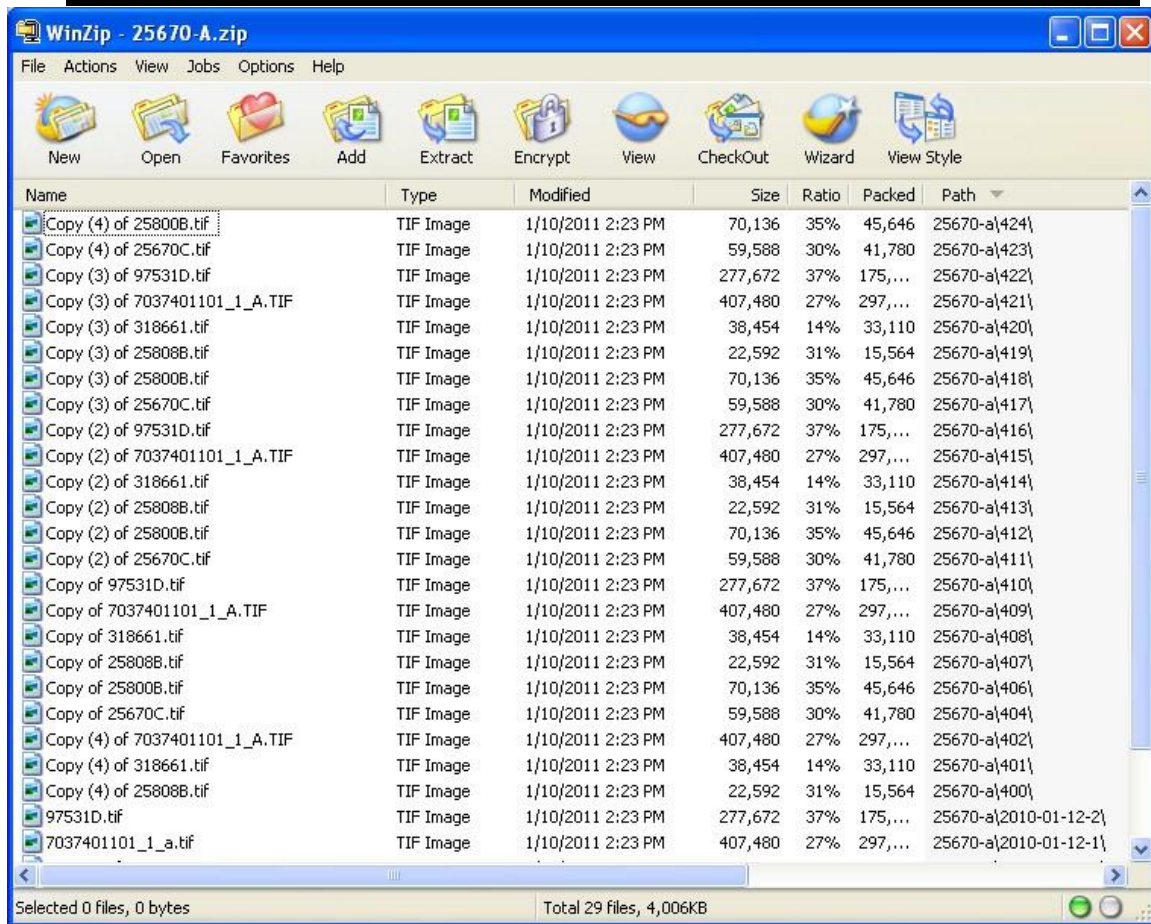 WinZip - 25670-A.zip
File Actions View Jobs Options Help
New Open Favorites Add Extract Encrypt View CheckOut Wizard View Style
Name Type Modified Size Ratio Packed Path
Copy (4) of 25800B.tif TIF Image 1/10/2011 2:23 PM 70,136 35% 45,646 25670-a\424\
Copy (4) of 25670C.tif TIF Image 1/10/2011 2:23 PM 59,588 30% 41,780 25670-a\423\
Copy (3) of 97531D.tif TIF Image 1/10/2011 2:23 PM 277,672 37% 175,... 25670-a\422\
Copy (3) of 7037401101_1_A.TIF TIF Image 1/10/2011 2:23 PM 407,480 27% 297,... 25670-a\421\
Copy (3) of 318661.tif TIF Image 1/10/2011 2:23 PM 38,454 14% 33,110 25670-a\420\
Copy (3) of 25808B.tif TIF Image 1/10/2011 2:23 PM 22,592 31% 15,564 25670-a\419\
Copy (3) of 25800B.tif TIF Image 1/10/2011 2:23 PM 70,136 35% 45,646 25670-a\418\
Copy (3) of 25670C.tif TIF Image 1/10/2011 2:23 PM 59,588 30% 41,780 25670-a\417\
Copy (2) of 97531D.tif TIF Image 1/10/2011 2:23 PM 277,672 37% 175,... 25670-a\416\
Copy (2) of 7037401101_1_A.TIF TIF Image 1/10/2011 2:23 PM 407,480 27% 297,... 25670-a\415\
Copy (2) of 318661.tif TIF Image 1/10/2011 2:23 PM 38,454 14% 33,110 25670-a\414\
Copy (2) of 25808B.tif TIF Image 1/10/2011 2:23 PM 22,592 31% 15,564 25670-a\413\
Copy (2) of 25800B.tif TIF Image 1/10/2011 2:23 PM 70,136 35% 45,646 25670-a\412\
Copy (2) of 25670C.tif TIF Image 1/10/2011 2:23 PM 59,588 30% 41,780 25670-a\411\
Copy of 97531D.tif TIF Image 1/10/2011 2:23 PM 277,672 37% 175,... 25670-a\410\
Copy of 7037401101_1_A.TIF TIF Image 1/10/2011 2:23 PM 407,480 27% 297,... 25670-a\409\
Copy of 318661.tif TIF Image 1/10/2011 2:23 PM 38,454 14% 33,110 25670-a\408\
Copy of 25808B.tif TIF Image 1/10/2011 2:23 PM 22,592 31% 15,564 25670-a\407\
Copy of 25800B.tif TIF Image 1/10/2011 2:23 PM 70,136 35% 45,646 25670-a\406\
Copy of 25670C.tif TIF Image 1/10/2011 2:23 PM 59,588 30% 41,780 25670-a\404\
Copy (4) of 7037401101_1_A.TIF TIF Image 1/10/2011 2:23 PM 407,480 27% 297,... 25670-a\402\
Copy (4) of 318661.tif TIF Image 1/10/2011 2:23 PM 38,454 14% 33,110 25670-a\401\
Copy (4) of 25808B.tif TIF Image 1/10/2011 2:23 PM 22,592 31% 15,564 25670-a\400\
97531D.tif TIF Image 1/10/2011 2:23 PM 277,672 37% 175,... 25670-a\2010-01-12-2\
7037401101_1_a.tif TIF Image 1/10/2011 2:23 PM 407,480 27% 297,... 25670-a\2010-01-12-1\
Selected 0 files, 0 bytes Total 29 files, 4,006KB